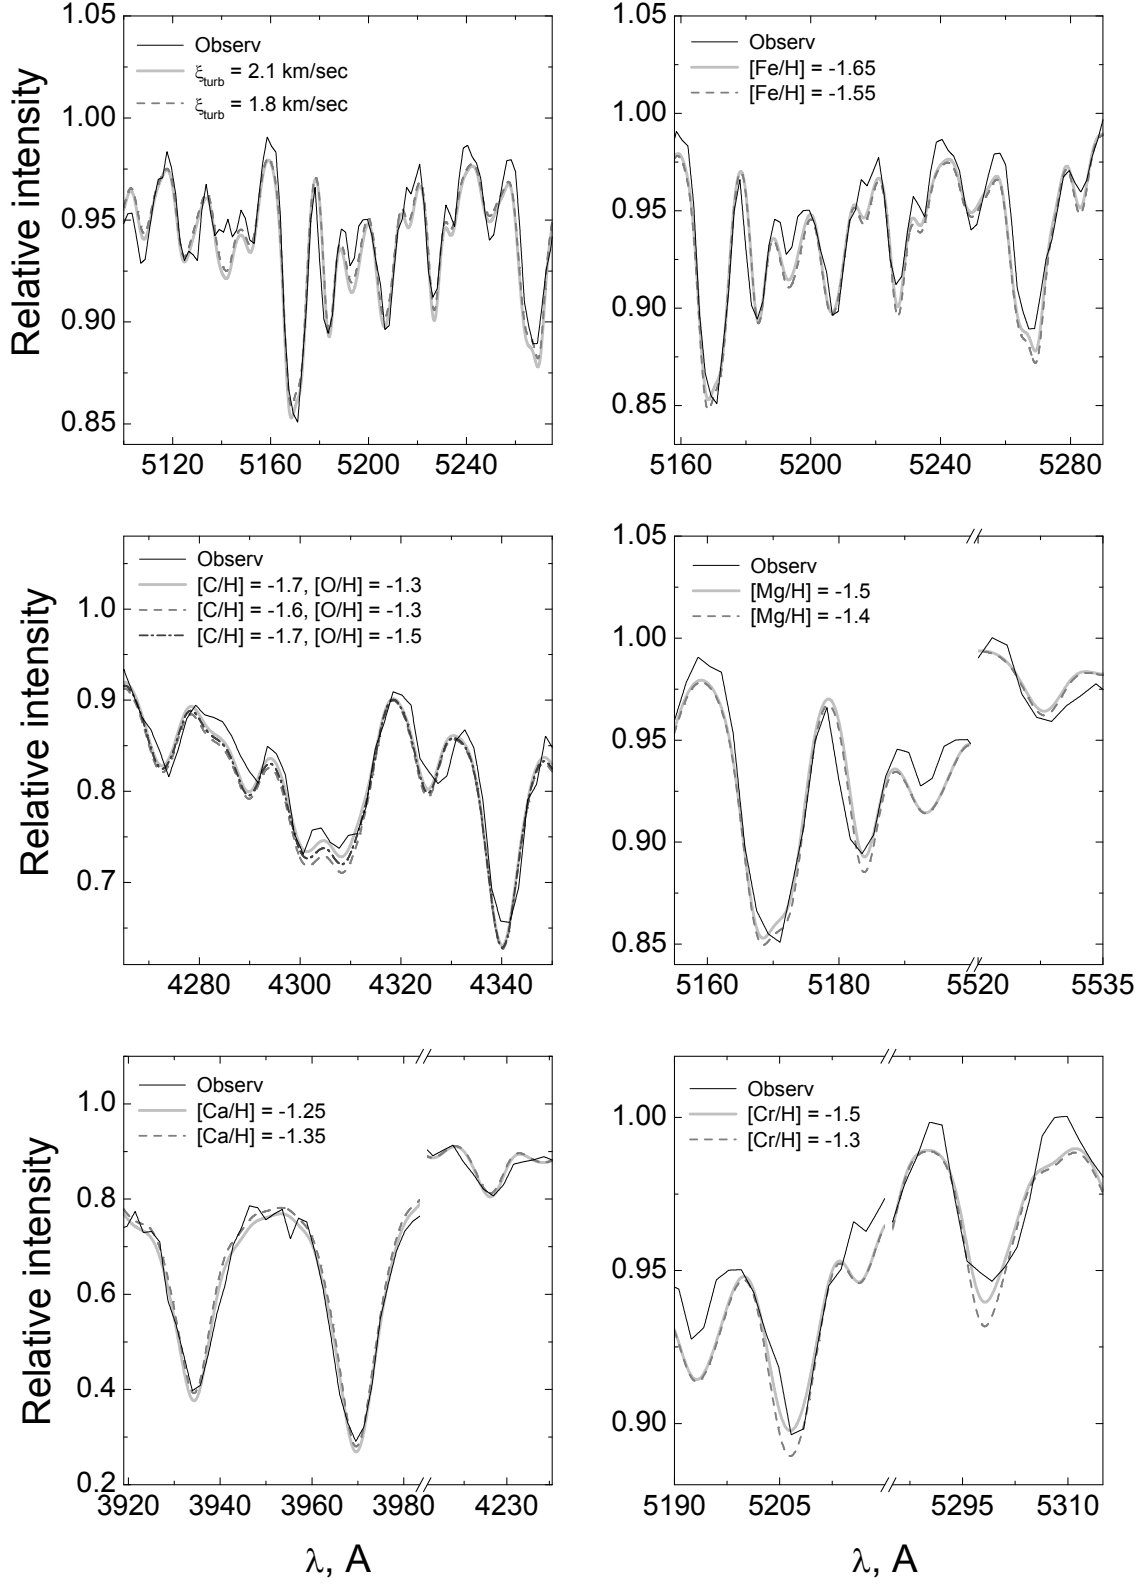 1.05
1.00
0.95
0.90
0.85
Relative intensity
Observ
ξturb = 2.1 km/sec
ξturb = 1.8 km/sec
5120 5160 5200 5240
1.05
1.00
0.95
0.90
0.85
Observ
[Fe/H] = -1.65
[Fe/H] = -1.55
5160 5200 5240 5280
1.0
0.9
0.8
0.7
Relative intensity
Observ
[C/H] = -1.7, [O/H] = -1.3
[C/H] = -1.6, [O/H] = -1.3
[C/H] = -1.7, [O/H] = -1.5
4280 4300 4320 4340
1.05
1.00
0.95
0.90
0.85
Observ
[Mg/H] = -1.5
[Mg/H] = -1.4
5160 5180 5520 5535
1.0
0.8
0.6
0.4
0.2
Relative intensity
Observ
[Ca/H] = -1.25
[Ca/H] = -1.35
3920 3940 3960 3980 4230
λ, A
1.00
0.95
0.90
Observ
[Cr/H] = -1.5
[Cr/H] = -1.3
5190 5205 5295 5310
λ, A